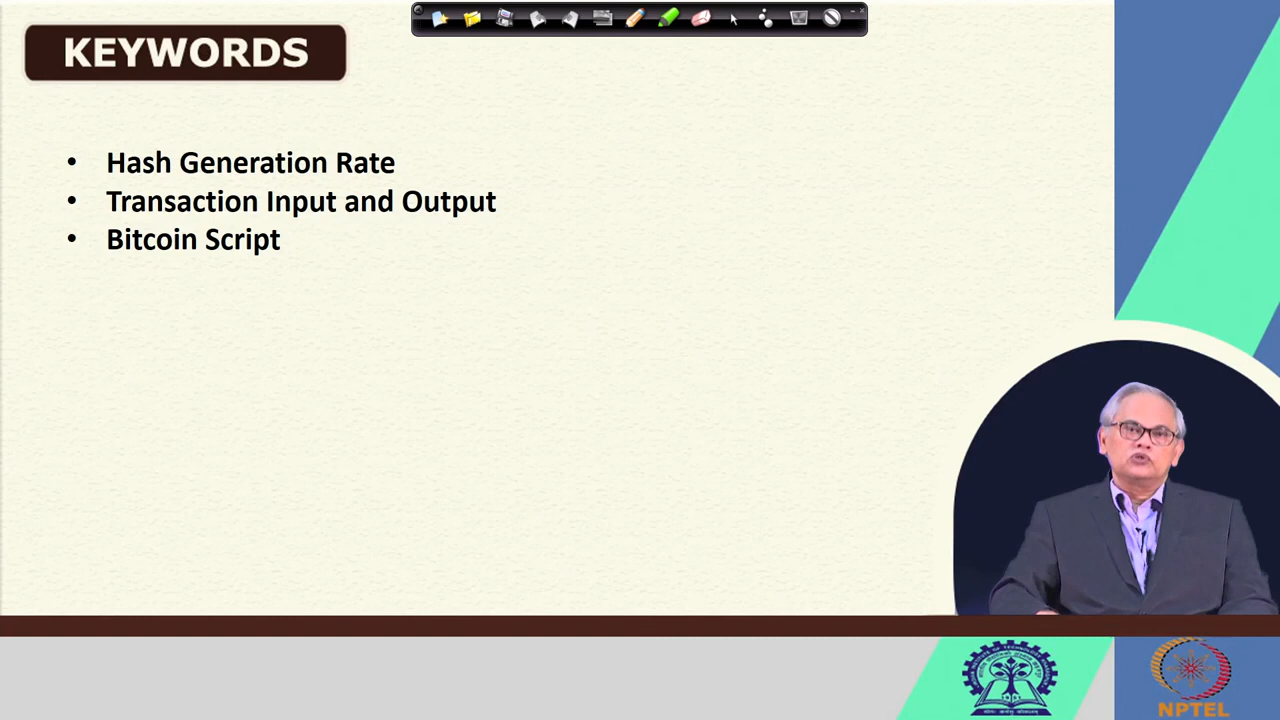 KEYWORDS
• Hash Generation Rate
• Transaction Input and Output
• Bitcoin Script
NPTEL